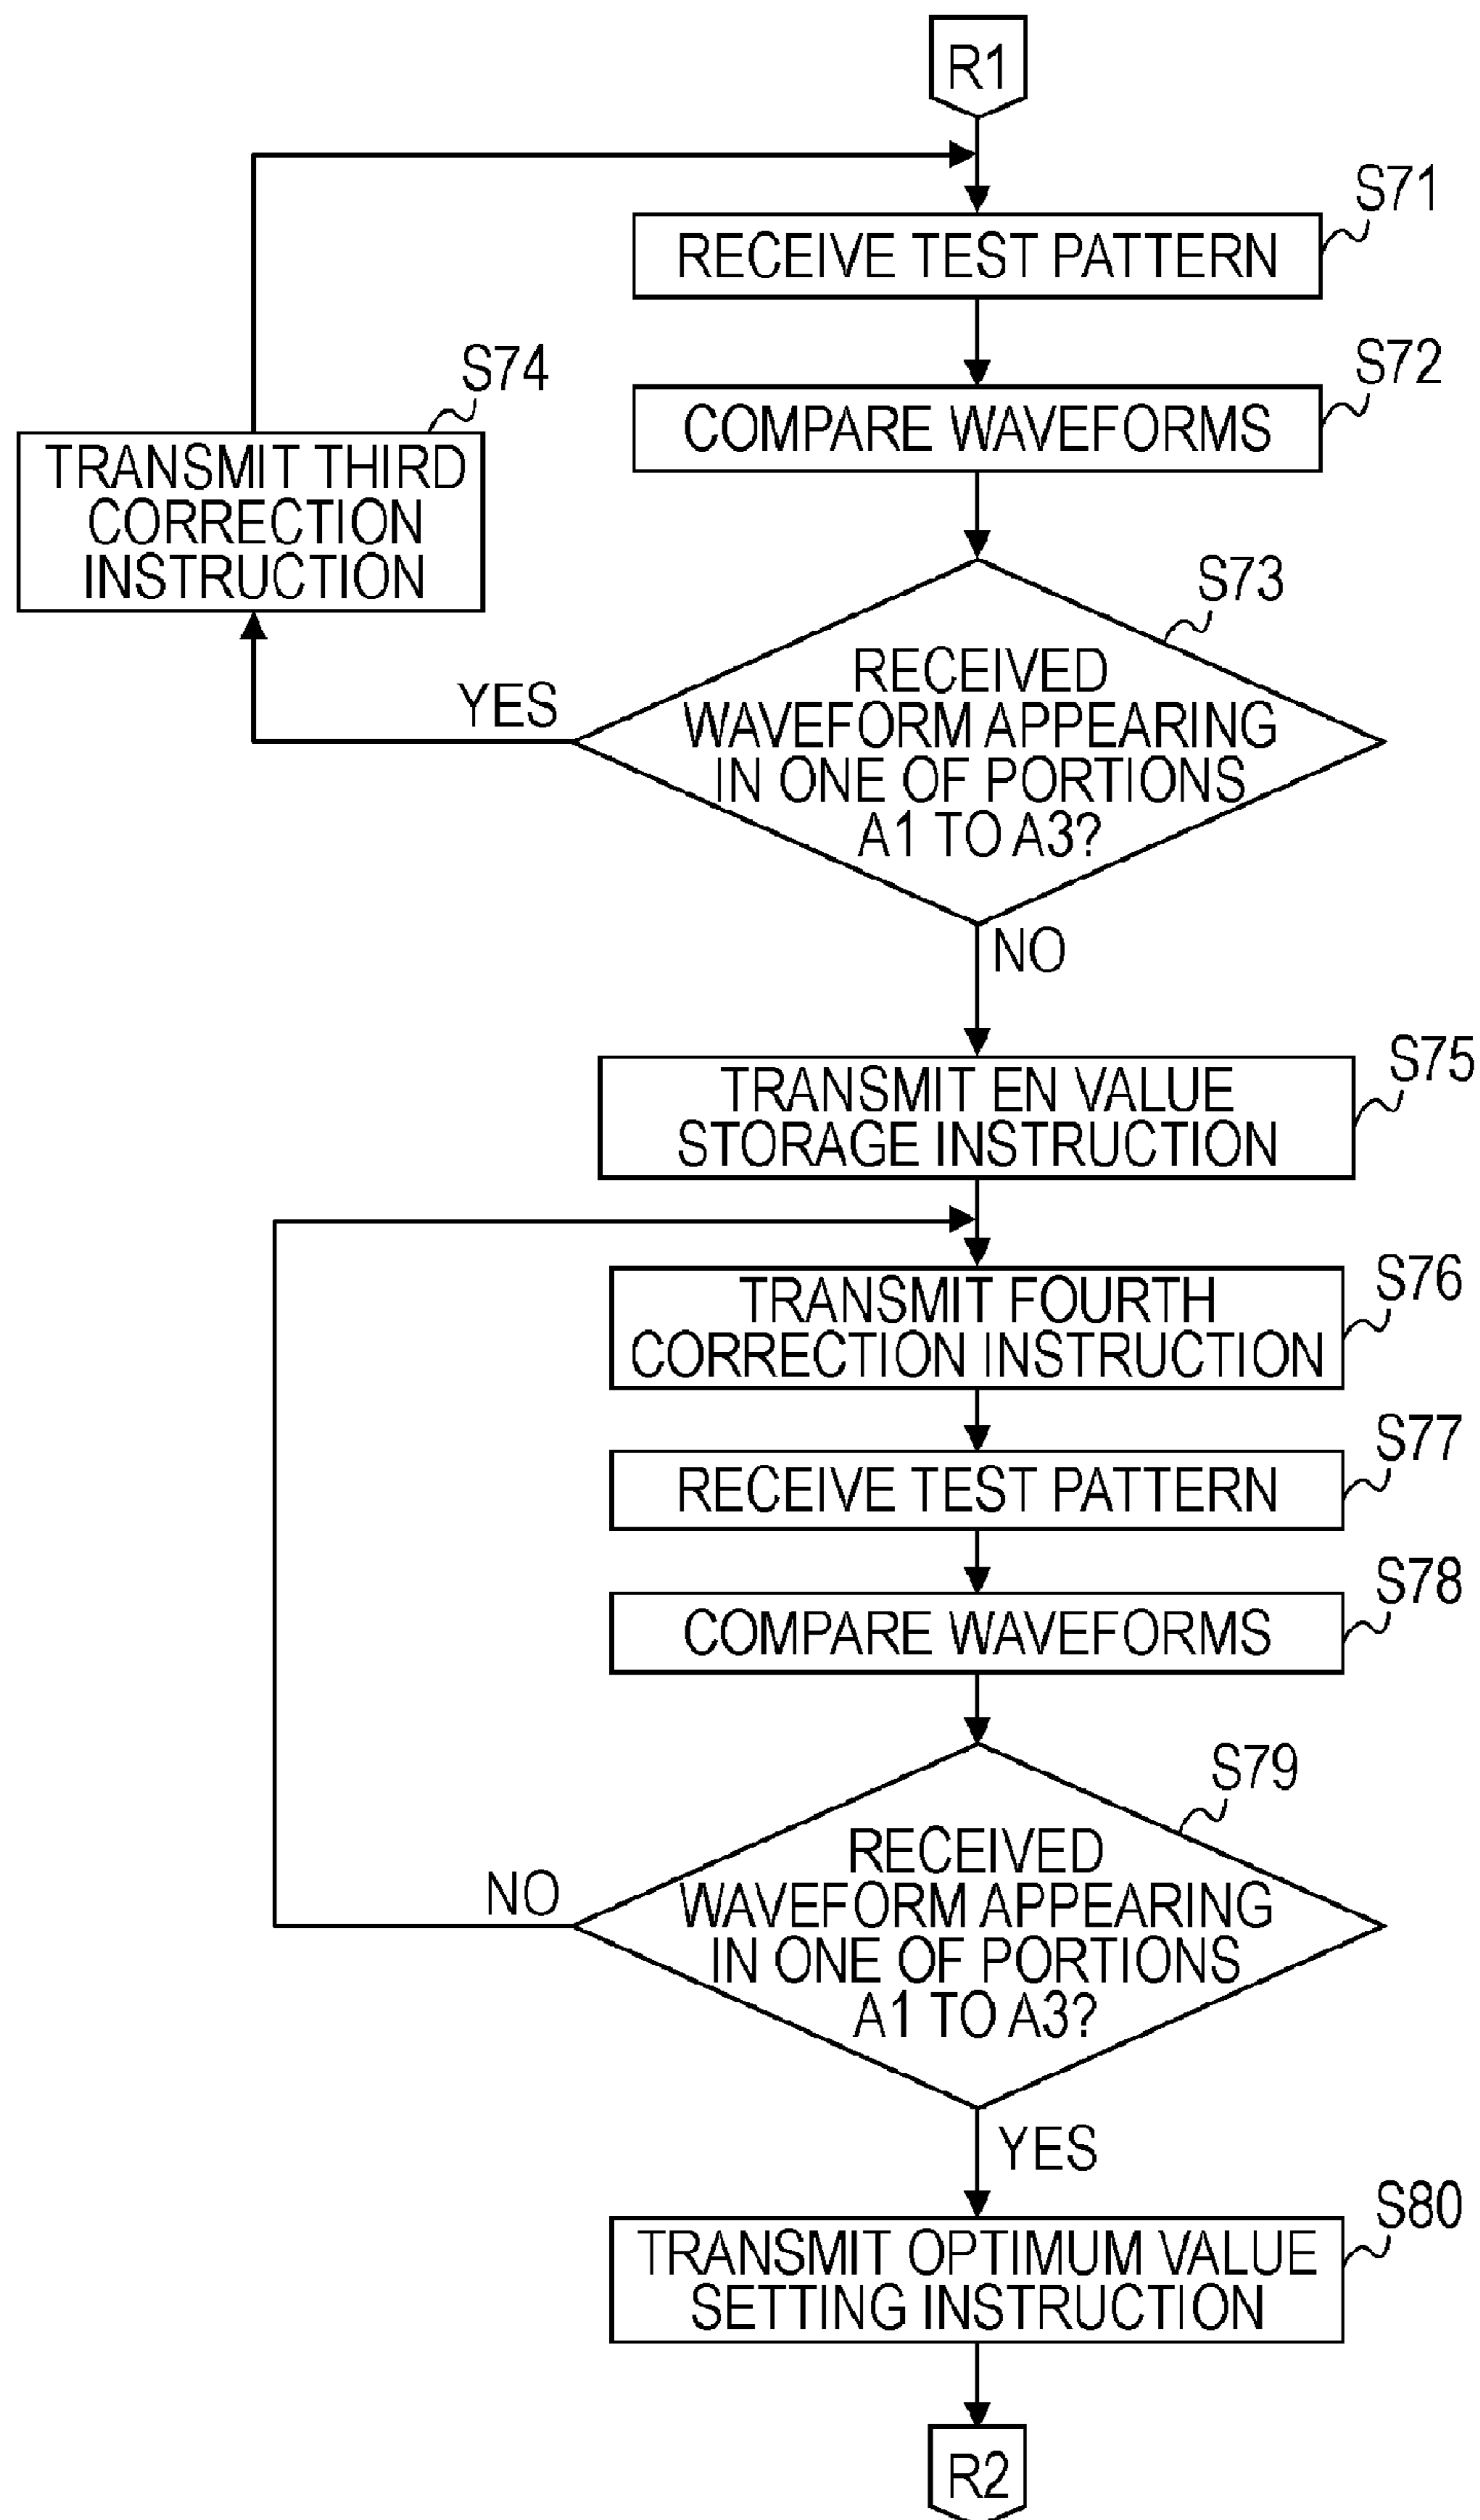 R1
S71
RECEIVE TEST PATTERN
S72
COMPARE WAVEFORMS
S74
TRANSMIT THIRD
CORRECTION
INSTRUCTION
S73
RECEIVED
WAVEFORM APPEARING
IN ONE OF PORTIONS
A1 TO A3?
YES
NO
S75
TRANSMIT EN VALUE
STORAGE INSTRUCTION
S76
TRANSMIT FOURTH
CORRECTION INSTRUCTION
S77
RECEIVE TEST PATTERN
S78
COMPARE WAVEFORMS
S79
RECEIVED
WAVEFORM APPEARING
IN ONE OF PORTIONS
A1 TO A3?
NO
YES
S80
TRANSMIT OPTIMUM VALUE
SETTING INSTRUCTION
R2